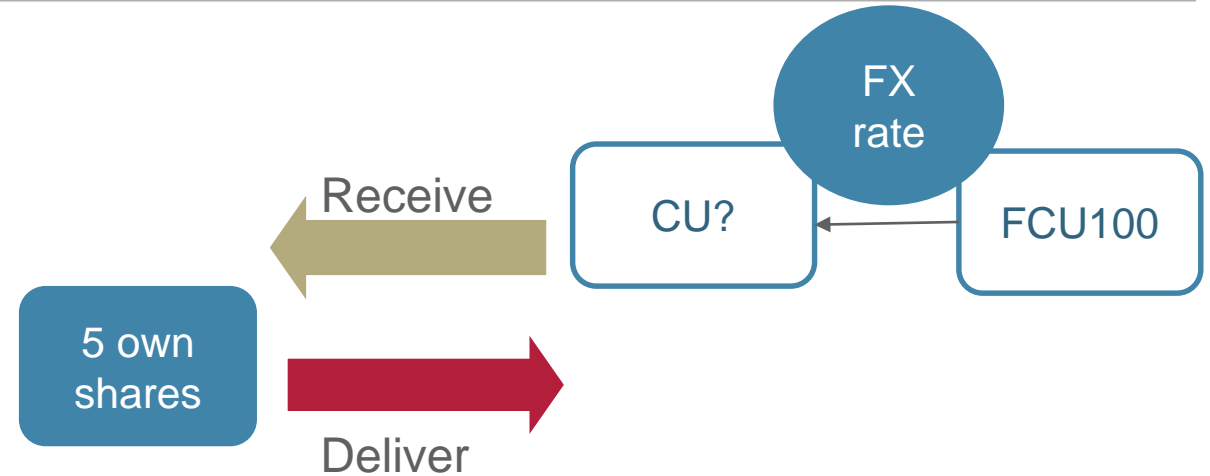 FX
rate
Receive
CU?
FCU100
5 own
shares
Deliver